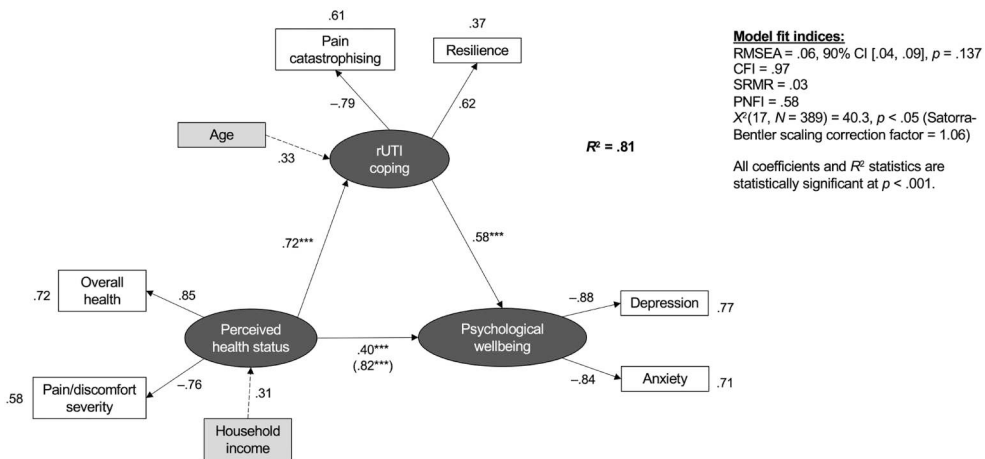 .61
Pain
catastrophising
.37
Resilience
–.79
.62
Age
.33
rUTI
coping
R² = .81
Model fit indices:
RMSEA = .06, 90% CI [.04, .09], p = .137
CFI = .97
SRMR = .03
PNFI = .58
X²(17, N = 389) = 40.3, p < .05 (Satorra-
Bentler scaling correction factor = 1.06)
All coefficients and R² statistics are
statistically significant at p < .001.
.72***
.58***
.72
Overall
health
.85
Perceived
health status
.40***
(.82***)
Psychological
wellbeing
–.88
Depression
.77
.58
Pain/discomfort
severity
–.76
.31
Household
income
–.84
Anxiety
.71